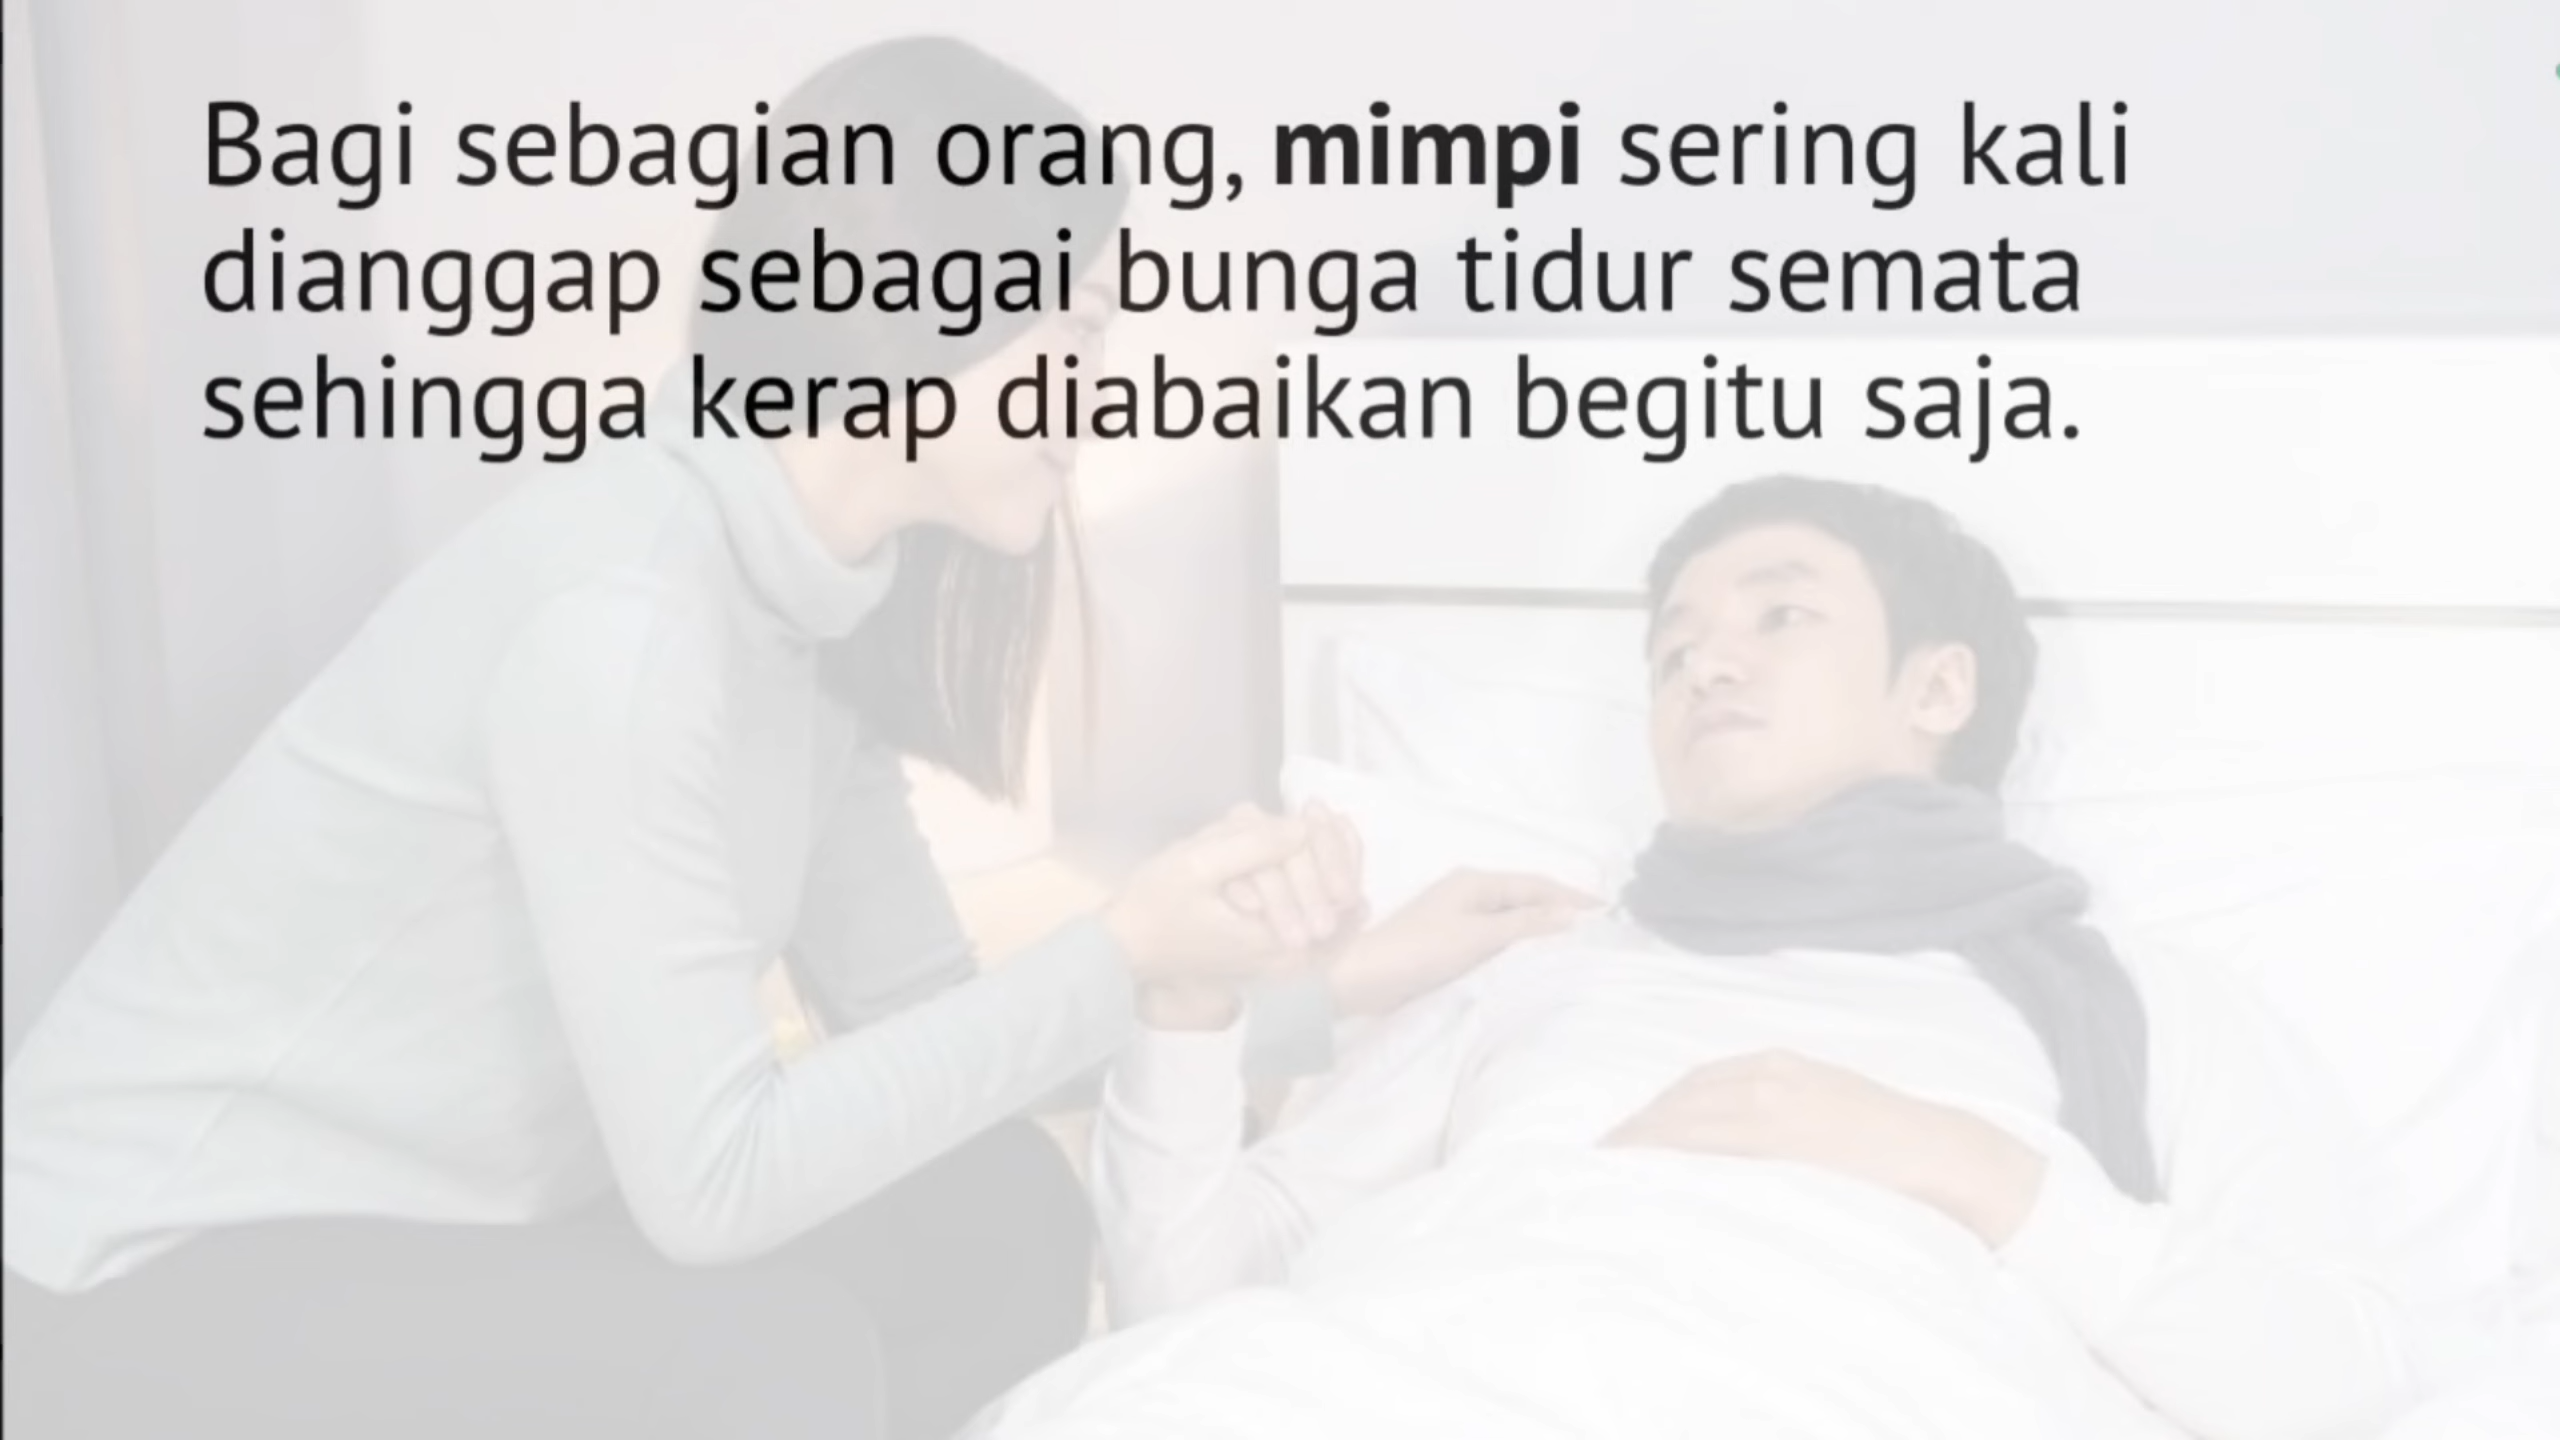 Bagi sebagian orang, mimpi sering kali
dianggap sebagai bunga tidur semata
sehingga kerap diabaikan begitu saja.